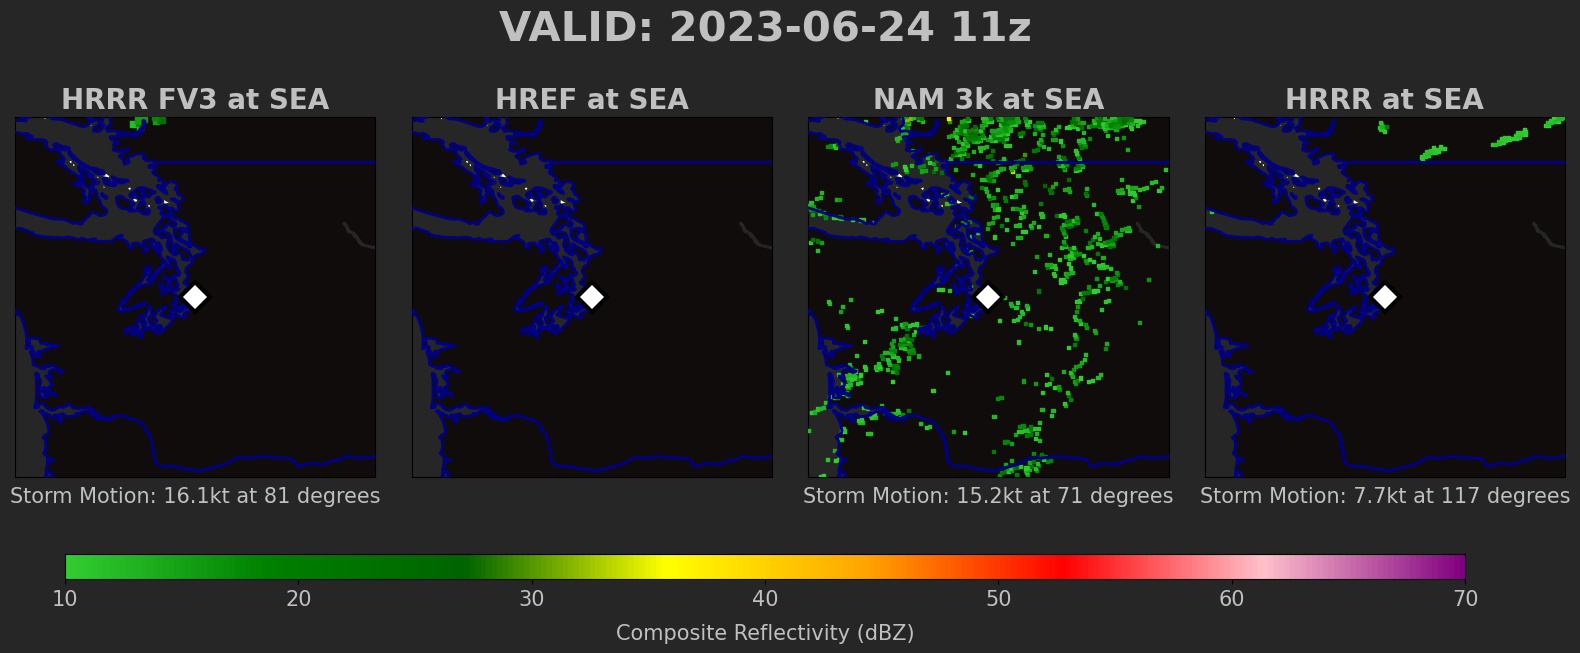 VALID: 2023-06-24 11z
HRRR FV3 at SEA
HREF at SEA
NAM 3k at SEA
HRRR at SEA
Storm Motion: 16.1kt at 81 degrees
Storm Motion: 15.2kt at 71 degrees
Storm Motion: 7.7kt at 117 degrees
10 20 30 40 50 60 70
Composite Reflectivity (dBZ)